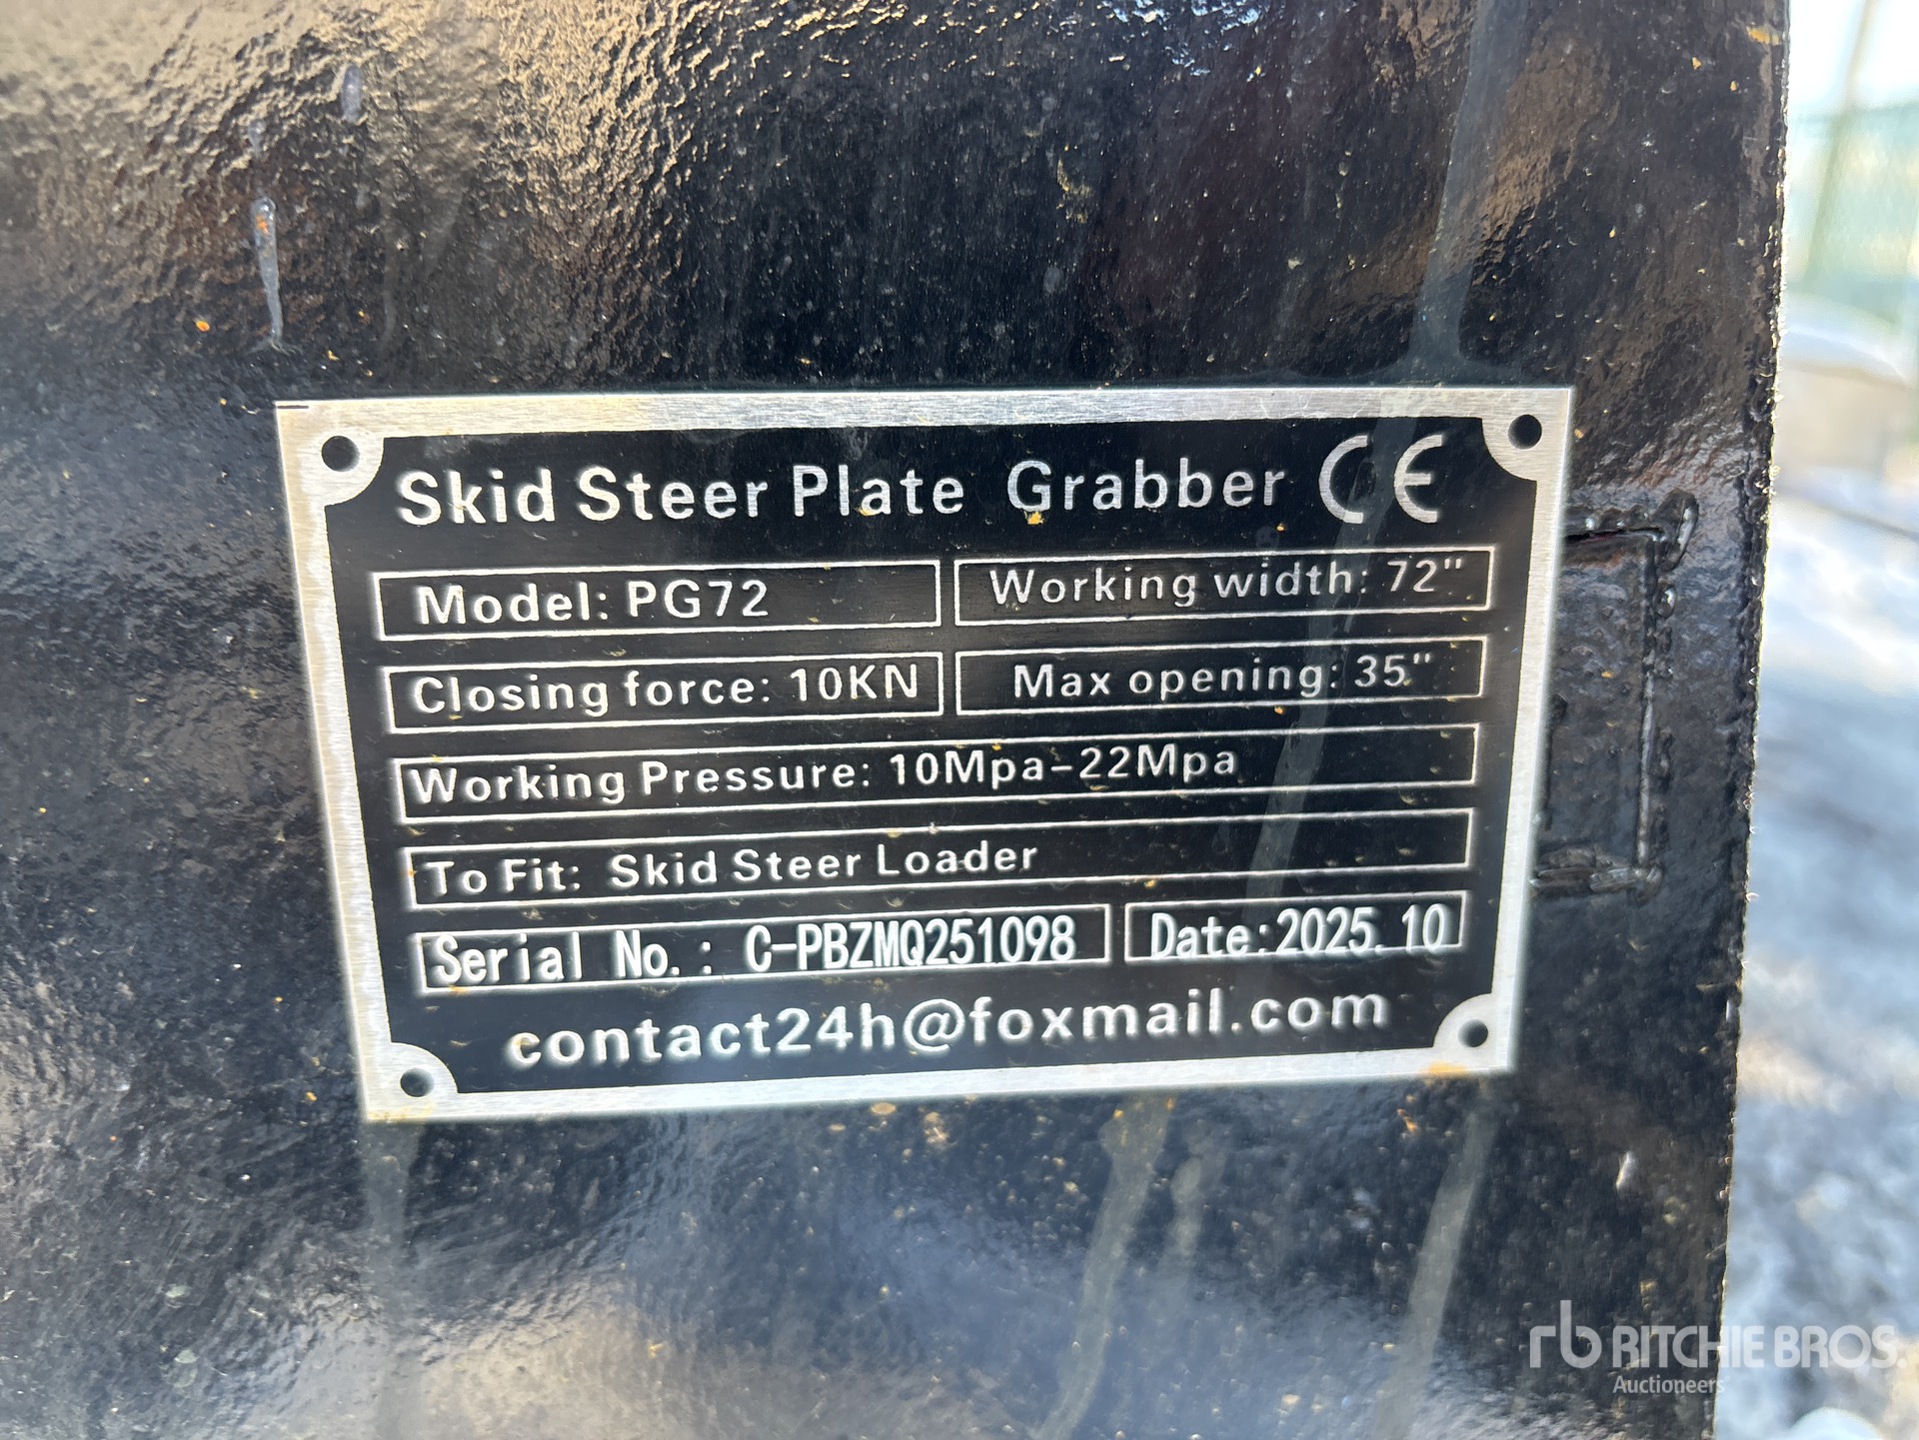 Skid Steer Plate Grabber CE
Model: PG72
Working width: 72"
Closing force: 10KN
Max opening: 35"
Working Pressure: 10Mpa-22Mpa
To Fit: Skid Steer Loader
Serial No.: C-PBZMQ251098
Date:2025.10
contact24h@foxmail.com
rb RITCHIE BROS.
Auctioneers